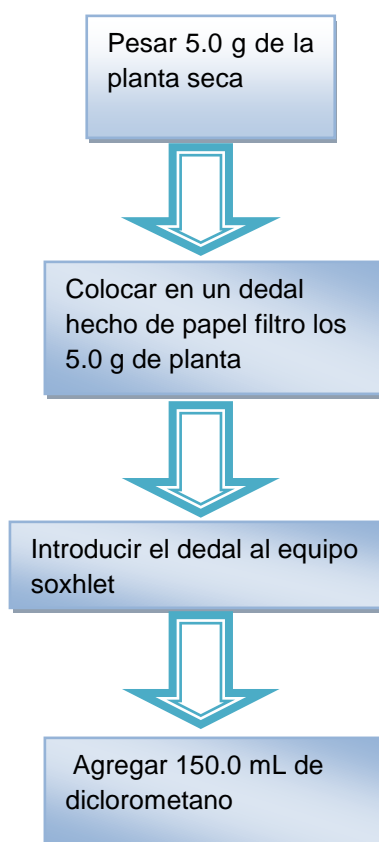 Pesar 5.0 g de la
planta seca
Colocar en un dedal
hecho de papel filtro los
5.0 g de planta
Introducir el dedal al equipo
soxhlet
Agregar 150.0 mL de
diclorometano